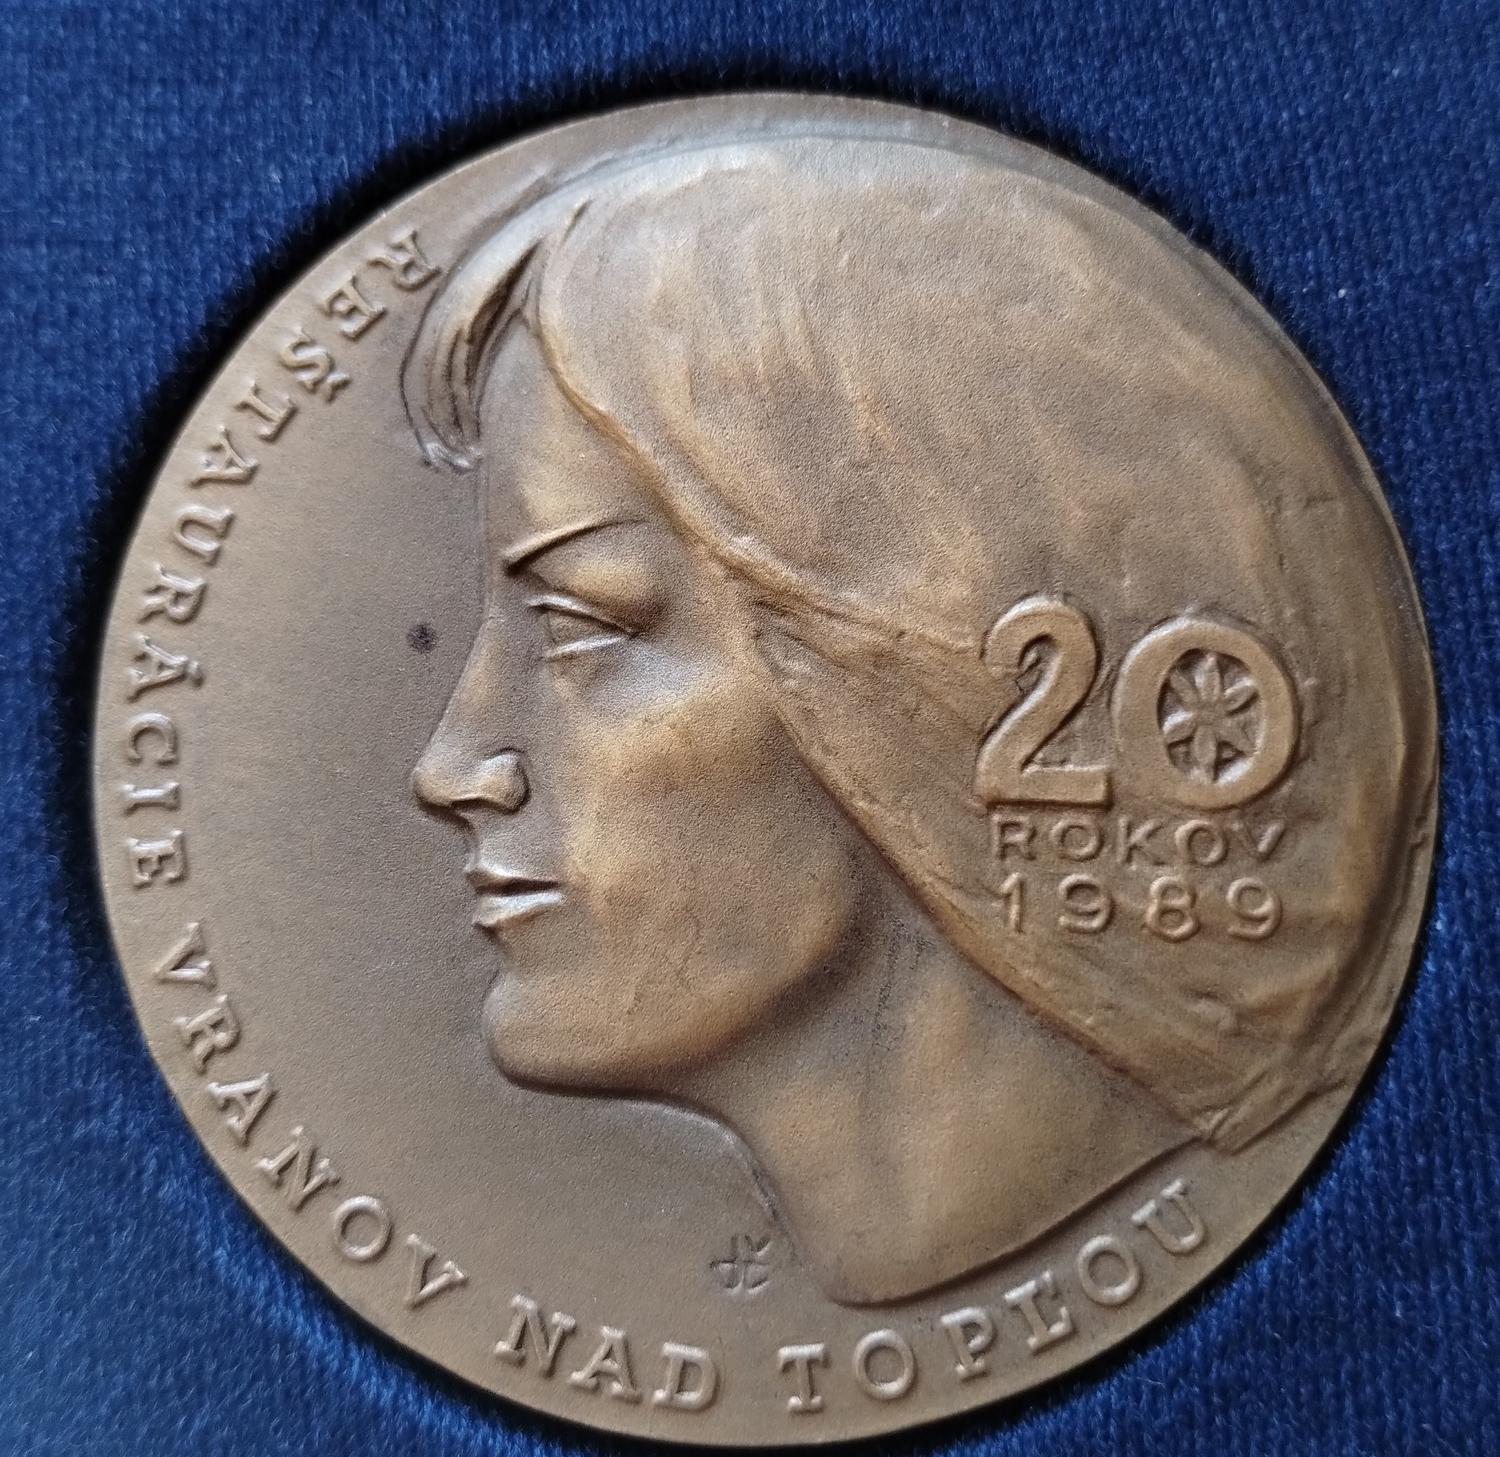 REŠTAURÁCIE VRANOV NAD TOPĽOU
20
ROKOV
1989